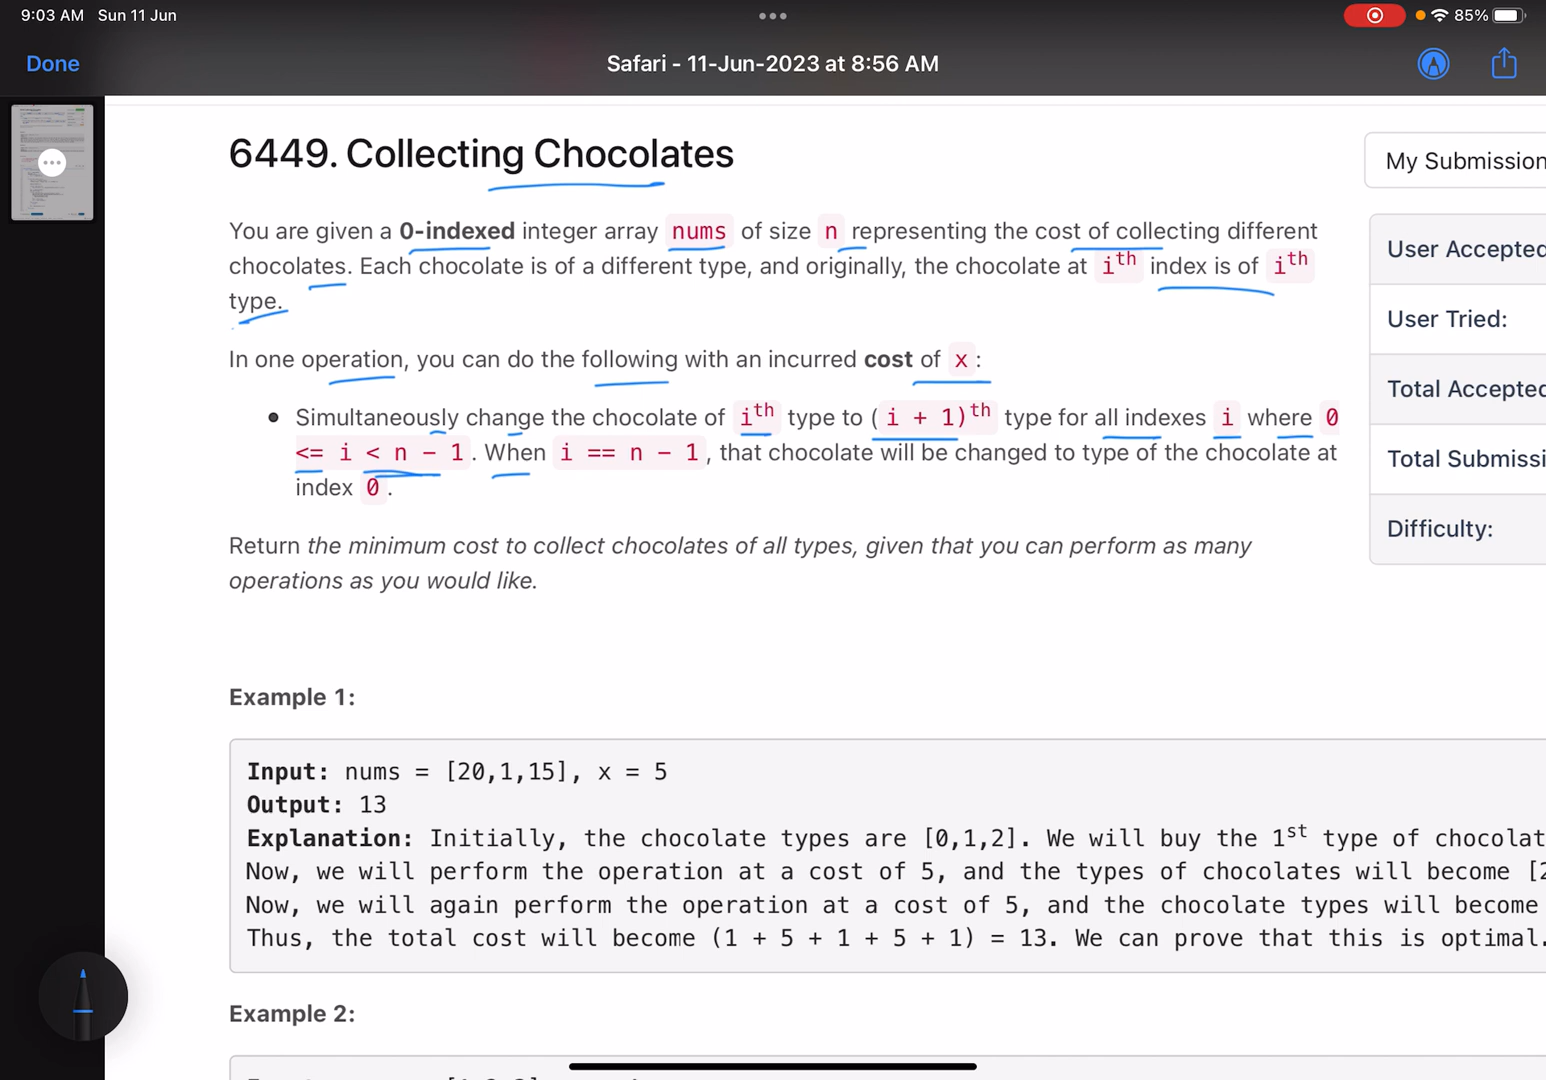 9:03 AM Sun 11 Jun
85%
Done
Safari - 11-Jun-2023 at 8:56 AM
6449. Collecting Chocolates
My Submission
You are given a 0-indexed integer array nums of size n representing the cost of collecting different
chocolates. Each chocolate is of a different type, and originally, the chocolate at ith index is of ith
type.
In one operation, you can do the following with an incurred cost of x:
• Simultaneously change the chocolate of ith type to (i + 1)th type for all indexes i where 0
<= i < n - 1. When i == n - 1, that chocolate will be changed to type of the chocolate at
index 0.
Return the minimum cost to collect chocolates of all types, given that you can perform as many
operations as you would like.
User Accepted
User Tried:
Total Accepted
Total Submissi
Difficulty:
Example 1:
Input: nums = [20,1,15], x = 5
Output: 13
Explanation: Initially, the chocolate types are [0,1,2]. We will buy the 1st type of chocolat
Now, we will perform the operation at a cost of 5, and the types of chocolates will become [2
Now, we will again perform the operation at a cost of 5, and the chocolate types will become
Thus, the total cost will become (1 + 5 + 1 + 5 + 1) = 13. We can prove that this is optimal.
Example 2: